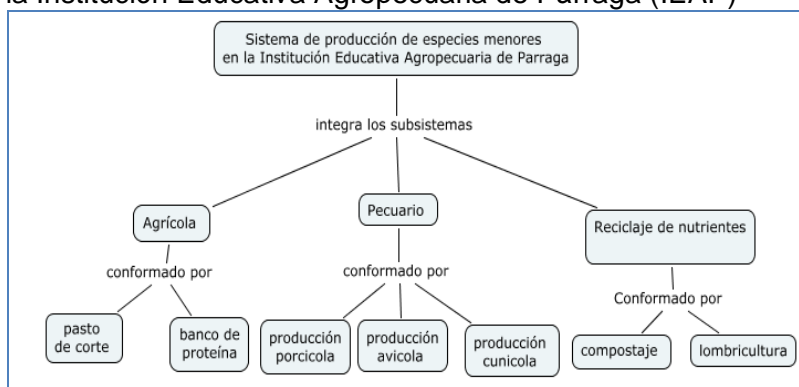 la Institución Educativa Agropecuaria de Parraga (IEAP)
Sistema de producción de especies menores
en la Institución Educativa Agropecuaria de Parraga
integra los subsistemas
Agrícola
Pecuario
Reciclaje de nutrientes
conformado por
conformado por
Conformado por
pasto
de corte
banco de
proteína
producción
porcicola
producción
avicola
producción
cunicola
compostaje
lombricultura